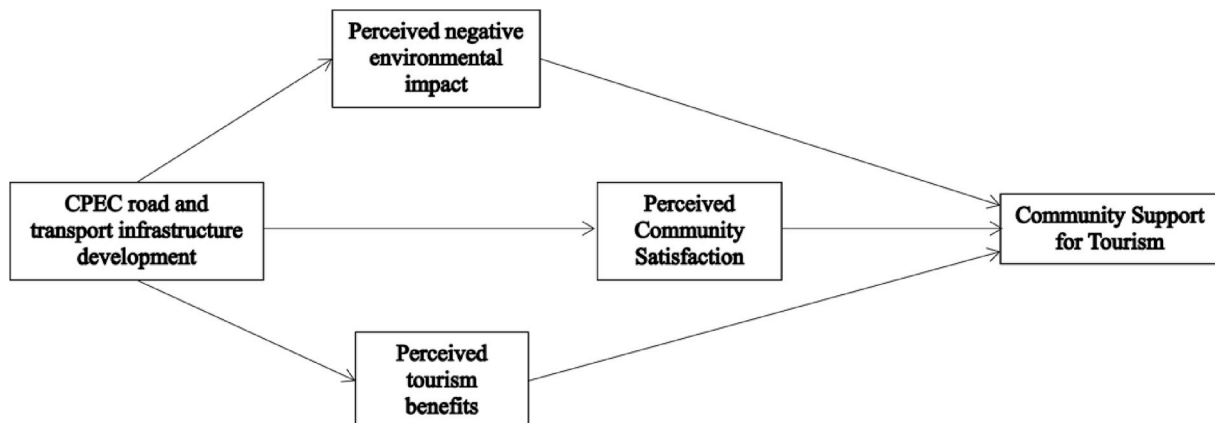 Perceived negative
environmental
impact
CPEC road and
transport infrastructure
development
Perceived
Community
Satisfaction
Community Support
for Tourism
Perceived
tourism
benefits